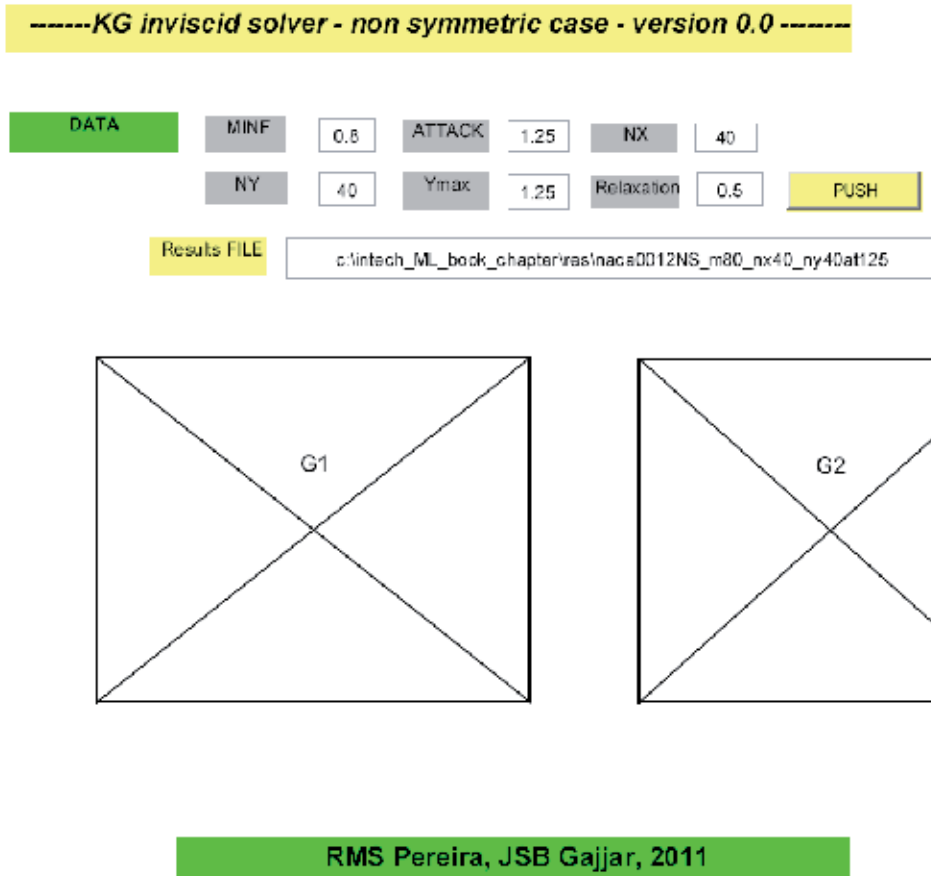 -------KG inviscid solver - non symmetric case - version 0.0 --------
DATA MINF 0.8 ATTACK 1.25 NX 40
NY 40 Ymax 1.25 Relaxation 0.5 PUSH
Results FILE c:\intech_ML_book_chapter\res\naca0012NS_m80_nx40_ny40at125
G1 G2
RMS Pereira, JSB Gajjar, 2011